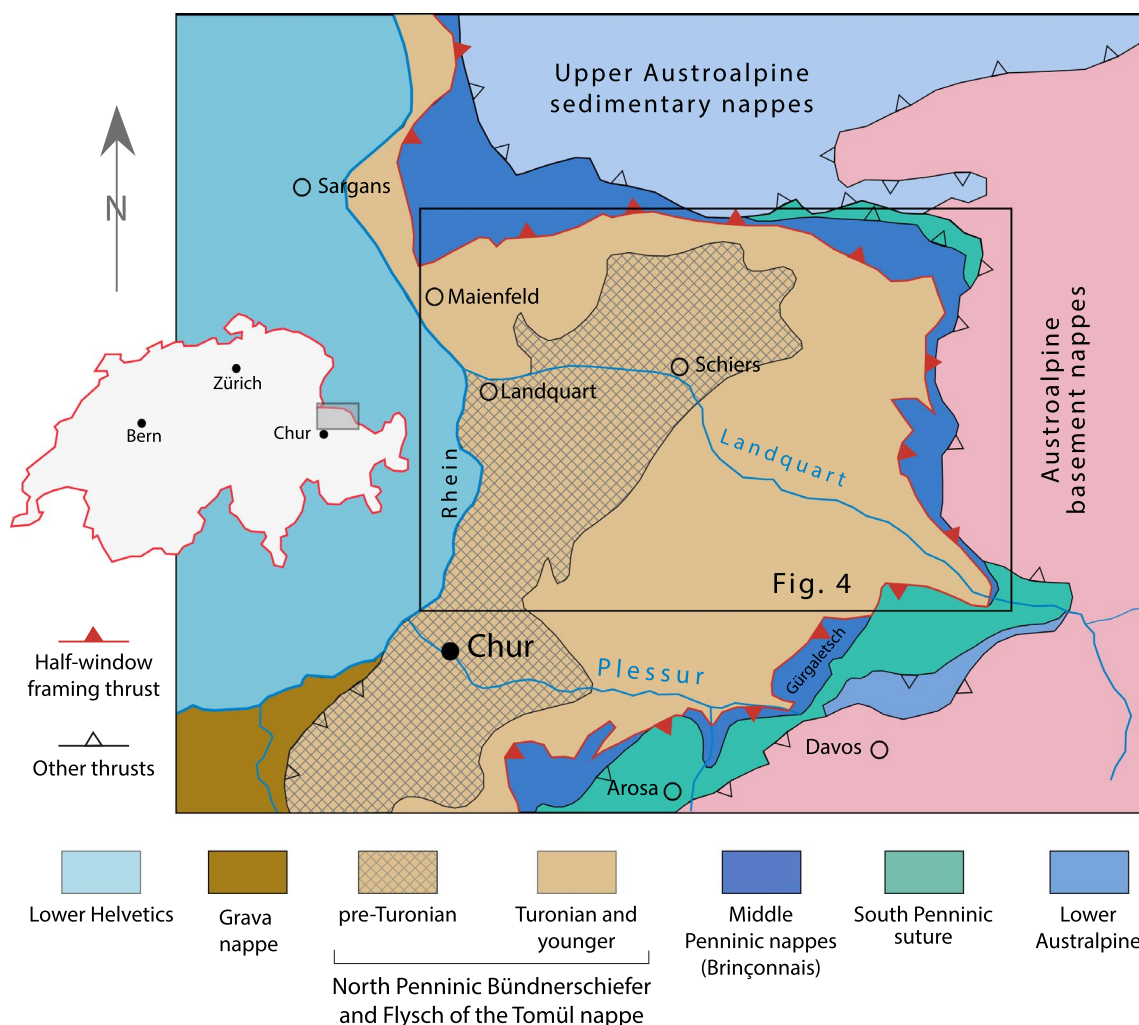 Upper Austroalpine
sedimentary nappes
N
Sargans
Maienfeld
Schiers
Landquart
Landquart
Rhein
Austroalpine
basement nappes
Zürich
Bern
Chur
Fig. 4
Chur
Plessur
Gürgaletsch
Davos
Arosa
Half-window
framing thrust
Other thrusts
Lower Helvetics
Grava
nappe
pre-Turonian
Turonian and
younger
North Penninic Bündnerschiefer
and Flysch of the Tomül nappe
Middle
Penninic nappes
(Brinçonnais)
South Penninic
suture
Lower
Australpine